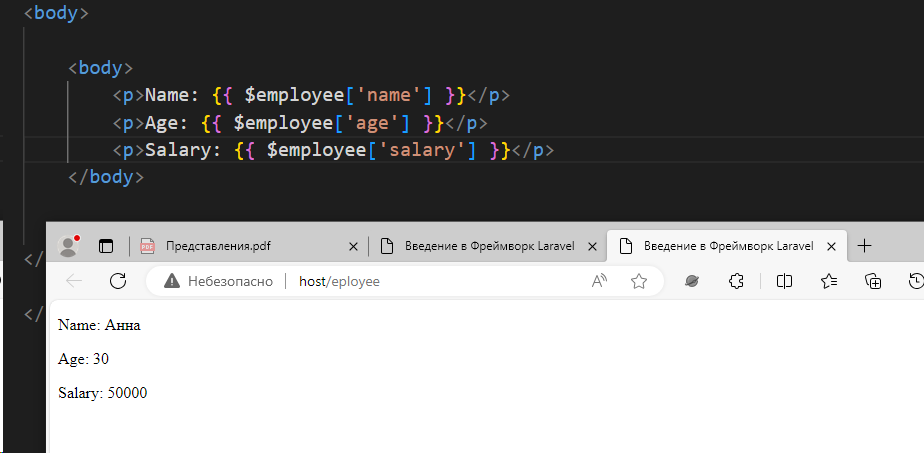 <body>
<body>
<p>Name: {{ $employee['name'] }}</p>
<p>Age: {{ $employee['age'] }}</p>
<p>Salary: {{ $employee['salary'] }}</p>
</body>
</
</
PDF Представления.pdf
Введение в Фреймворк Laravel
Введение в Фреймворк Laravel
Небезопасно host/eployee
Name: Анна
Age: 30
Salary: 50000